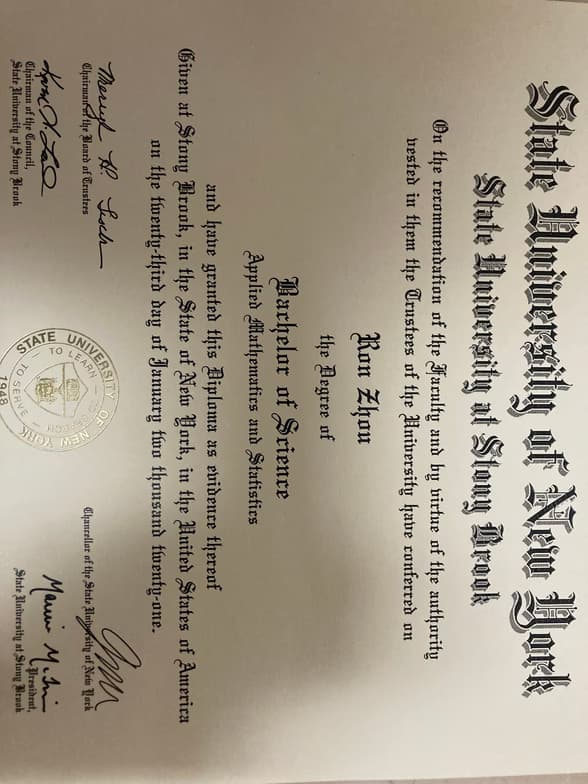 State University of New York
State University at Stony Brook
On the recommendation of the Faculty and by virtue of the authority
vested in them the Trustees of the University have conferred on
Ron Zhou
the Degree of
Bachelor of Science
Applied Mathematics and Statistics
and have granted this Diploma as evidence thereof
Given at Stony Brook, in the State of New York, in the United States of America
on the twenty-third day of January two thousand twenty-one.
Chairman of the Board of Trustees
Chairman of the Council,
State University at Stony Brook
STATE UNIVERSITY OF NEW YORK
TO LEARN TO SEARCH TO SERVE
1948
Chancellor of the State University of New York
President,
State University at Stony Brook